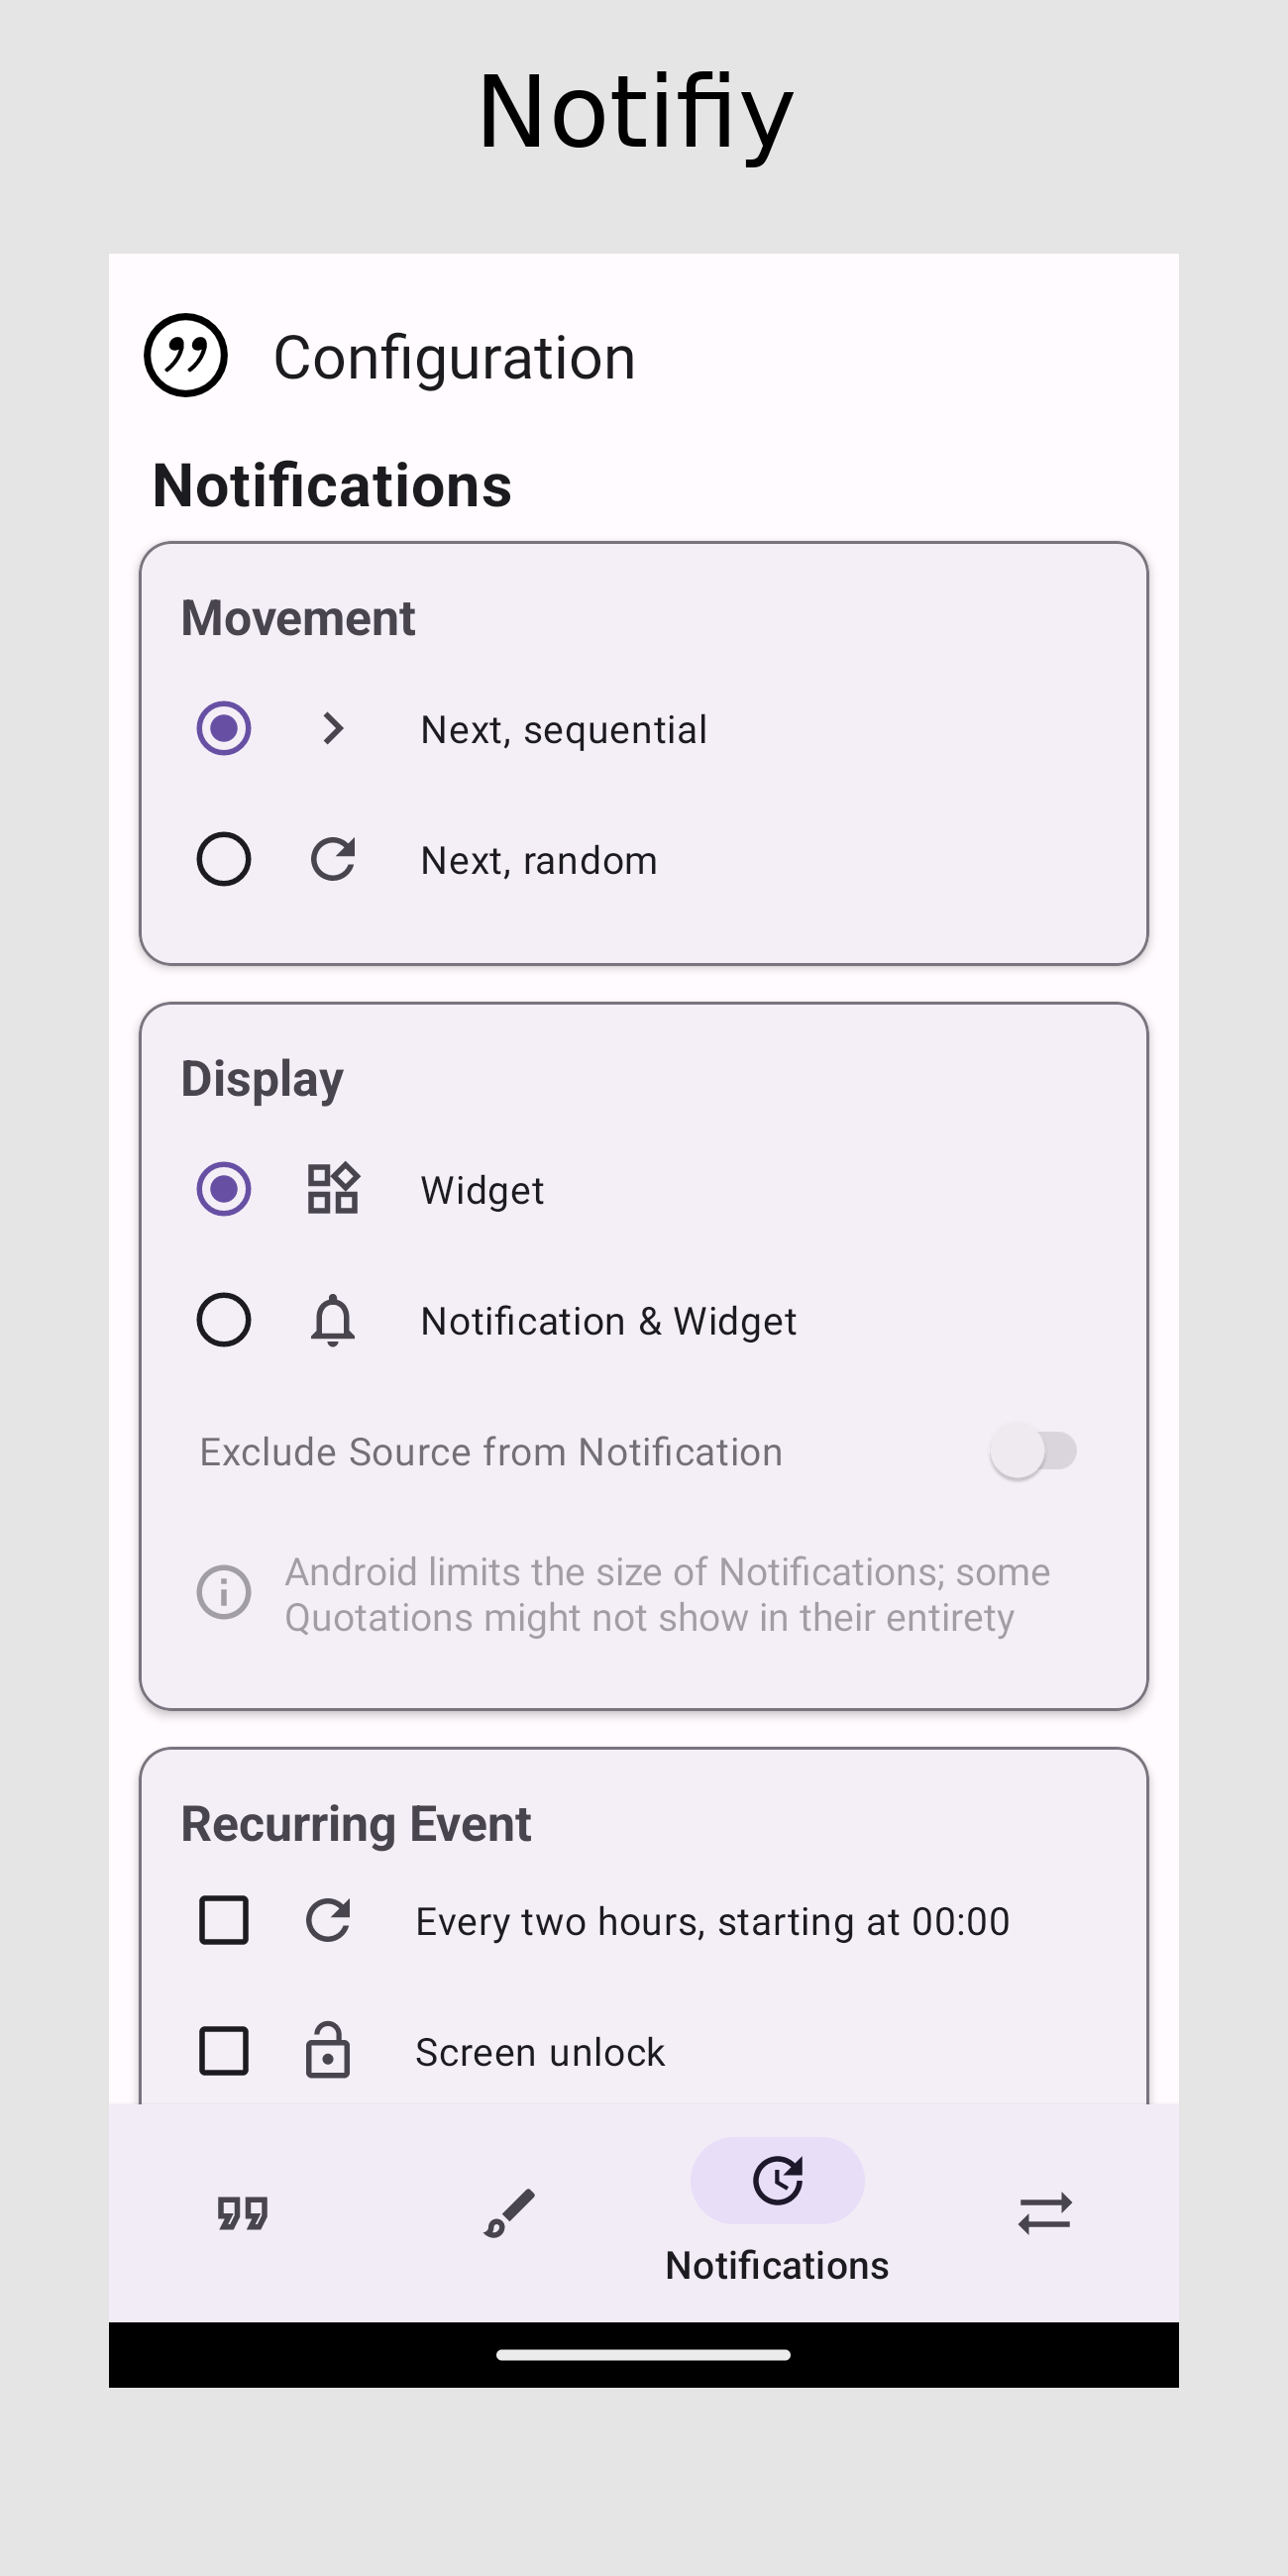 Notifiy
Configuration
Notifications
Movement
Next, sequential
Next, random
Display
Widget
Notification & Widget
Exclude Source from Notification
Android limits the size of Notifications; some
Quotations might not show in their entirety
Recurring Event
Every two hours, starting at 00:00
Screen unlock
Notifications